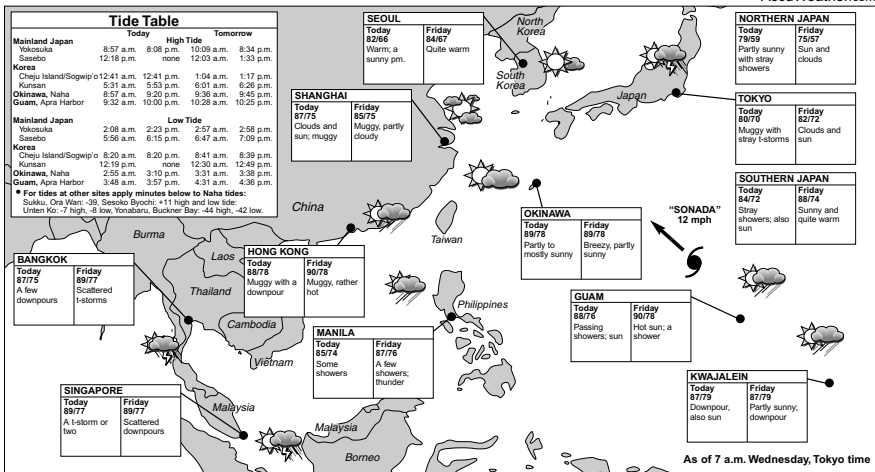 Tide Table
Today Tomorrow
Mainland Japan High Tide
Yokosuka 8:57 a.m. 8:08 p.m. 10:09 a.m. 8:34 p.m.
Sasebo 12:18 p.m. none 12:03 a.m. 1:33 p.m.
Korea
Cheju Island/Sogwip'o 12:41 a.m. 12:41 p.m. 1:04 a.m. 1:17 p.m.
Kunsan 5:31 a.m. 5:53 p.m. 6:01 a.m. 6:26 p.m.
Okinawa, Naha 8:57 a.m. 9:20 p.m. 9:36 a.m. 9:45 p.m.
Guam, Apra Harbor 9:32 a.m. 10:00 p.m. 10:28 a.m. 10:25 p.m.
Mainland Japan Low Tide
Yokosuka 2:08 a.m. 2:23 p.m. 2:57 a.m. 2:58 p.m.
Sasebo 5:56 a.m. 6:15 p.m. 6:47 a.m. 7:09 p.m.
Korea
Cheju Island/Sogwip'o 8:20 a.m. 8:20 p.m. 8:41 a.m. 8:39 p.m.
Kunsan 12:19 p.m. none 12:30 a.m. 12:49 p.m.
Okinawa, Naha 2:55 a.m. 3:10 p.m. 3:31 a.m. 3:38 p.m.
Guam, Apra Harbor 3:48 a.m. 3:57 p.m. 4:31 a.m. 4:36 p.m.
• For tides at other sites apply minutes below to Naha tides:
Sukku, Ora Wan: -39, Sesoko Byochi: +11 high and low tide:
Unten Ko: -7 high, -8 low, Yonabaru, Buckner Bay: -44 high, -42 low.
SEOUL
Today Friday
82/66 84/67
Warm; a Quite warm
sunny pm.
North
Korea
South
Korea
Japan
NORTHERN JAPAN
Today Friday
79/59 75/57
Partly sunny Sun and
with stray clouds
showers
SHANGHAI
Today Friday
87/75 85/75
Clouds and Muggy, partly
sun; muggy cloudy
TOKYO
Today Friday
80/70 82/72
Muggy with Clouds and
stray t-storms sun
SOUTHERN JAPAN
Today Friday
84/72 88/74
Stray Sunny and
showers; also quite warm
sun
China
Taiwan
OKINAWA
Today Friday
89/78 89/78
Partly to Breezy, partly
mostly sunny sunny
"SONADA"
12 mph
Burma
Laos
Thailand
Cambodia
Vietnam
BANGKOK
Today Friday
87/75 89/77
A few Scattered
downpours t-storms
HONG KONG
Today Friday
88/78 90/78
Muggy with a Muggy, rather
downpour hot
Philippines
GUAM
Today Friday
88/76 90/78
Passing Hot sun; a
showers; sun shower
MANILA
Today Friday
85/74 87/76
Some A few
showers showers;
thunder
KWAJALEIN
Today Friday
87/79 87/79
Downpour, Partly sunny;
also sun downpour
SINGAPORE
Today Friday
89/77 89/77
A t-storm or Scattered
two downpours
Malaysia
Malaysia
Borneo
As of 7 a.m. Wednesday, Tokyo time